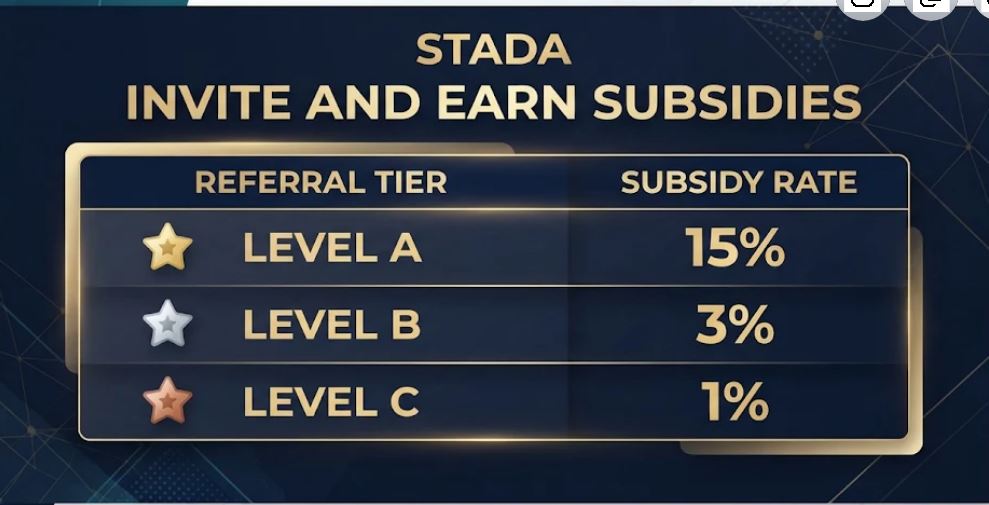 STADA
INVITE AND EARN SUBSIDIES
REFERRAL TIER SUBSIDY RATE
LEVEL A 15%
LEVEL B 3%
LEVEL C 1%